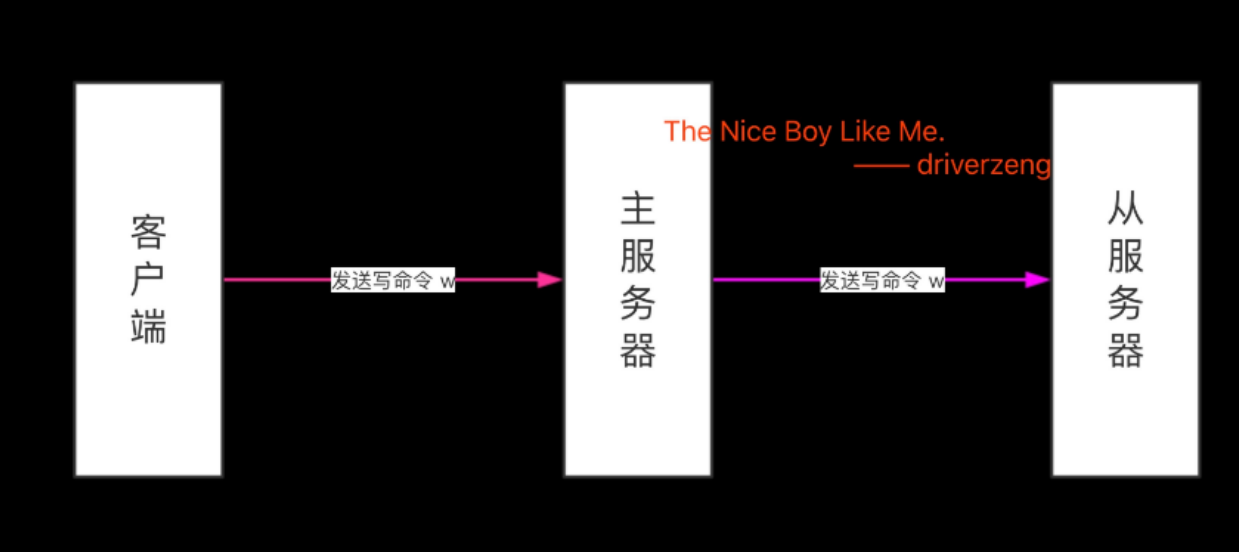 The Nice Boy Like Me.
—— driverzeng
客户端
发送写命令 w
主服务器
发送写命令 w
从服务器